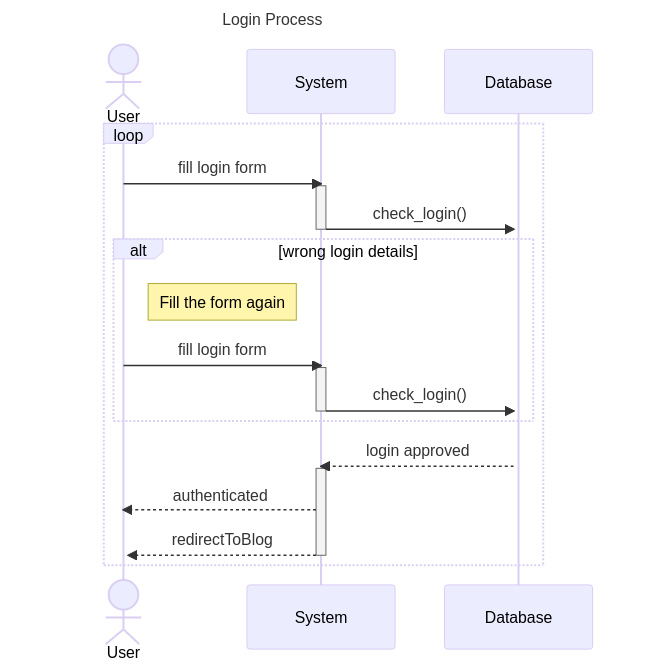 Login Process
User
System
Database
loop
fill login form
check_login()
alt
[wrong login details]
Fill the form again
fill login form
check_login()
login approved
authenticated
redirectToBlog
User
System
Database